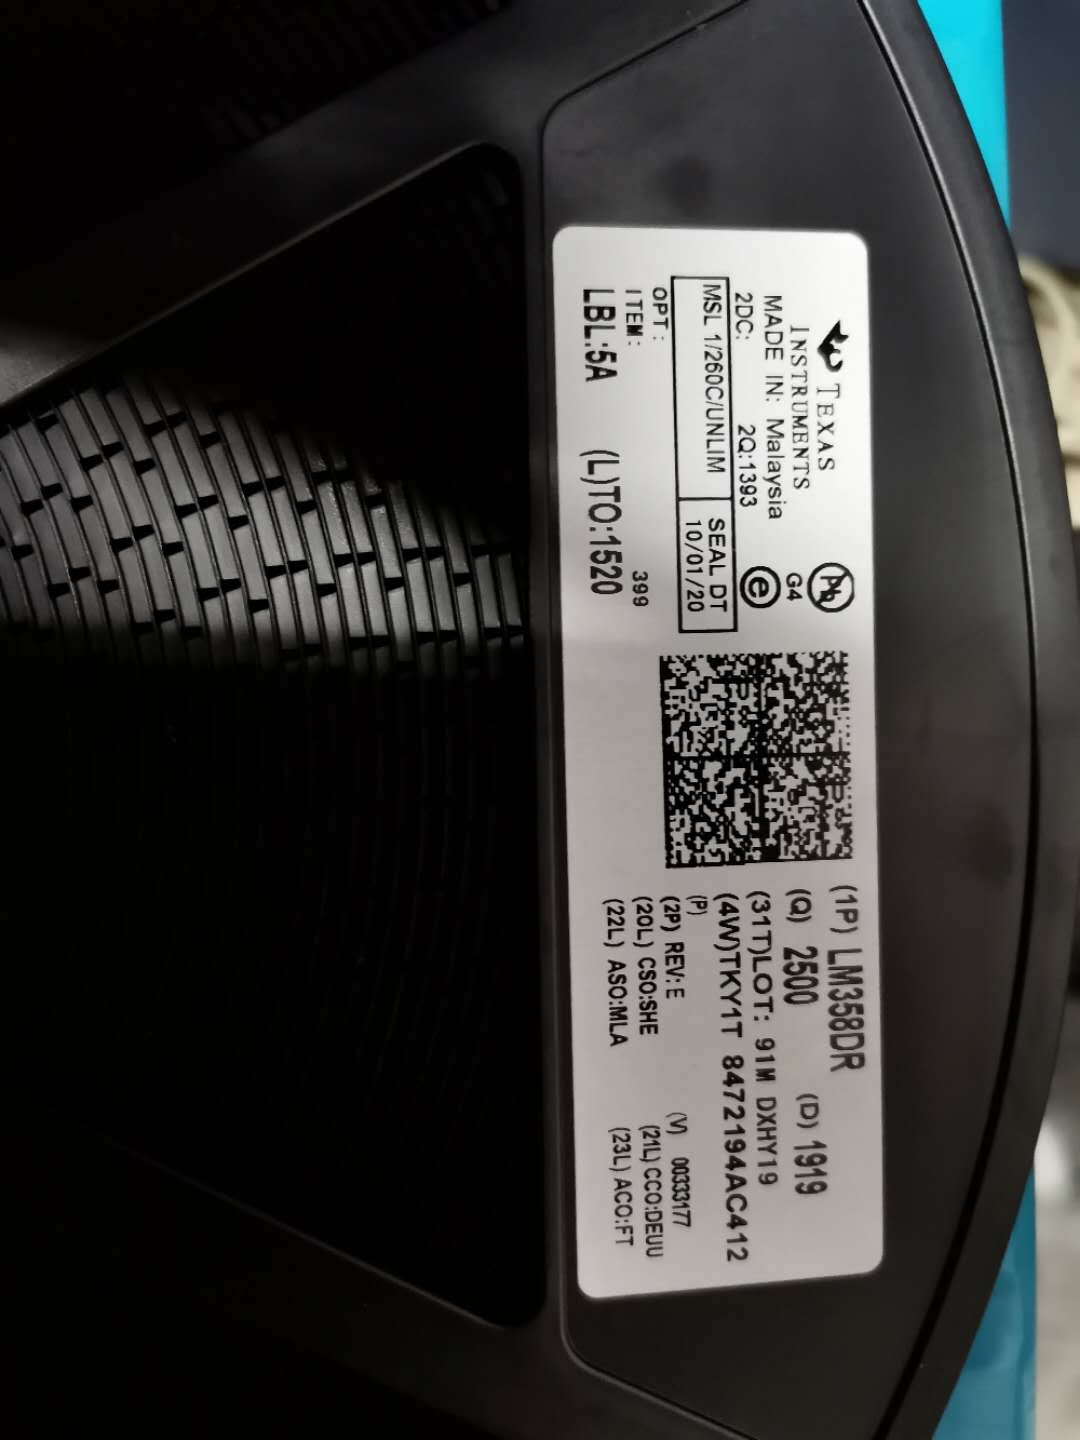 TEXAS
INSTRUMENTS
MADE IN: Malaysia
2DC: 2Q:1393
Pb
G4
e
MSL 1/260C/UNLIM
SEAL DT
10/01/20
OPT:
ITEM: 399
LBL:5A (L)TO:1520
(1P) LM358DR
(Q) 2500 (D) 1919
(31T)LOT: 91M DXHY19
(4W)TKY1T 8472194AC412
(P)
(2P) REV:E (V) 00333177
(20L) CSO:SHE (21L) CCO:DEUU
(22L) ASO:MLA (23L) ACO:FT